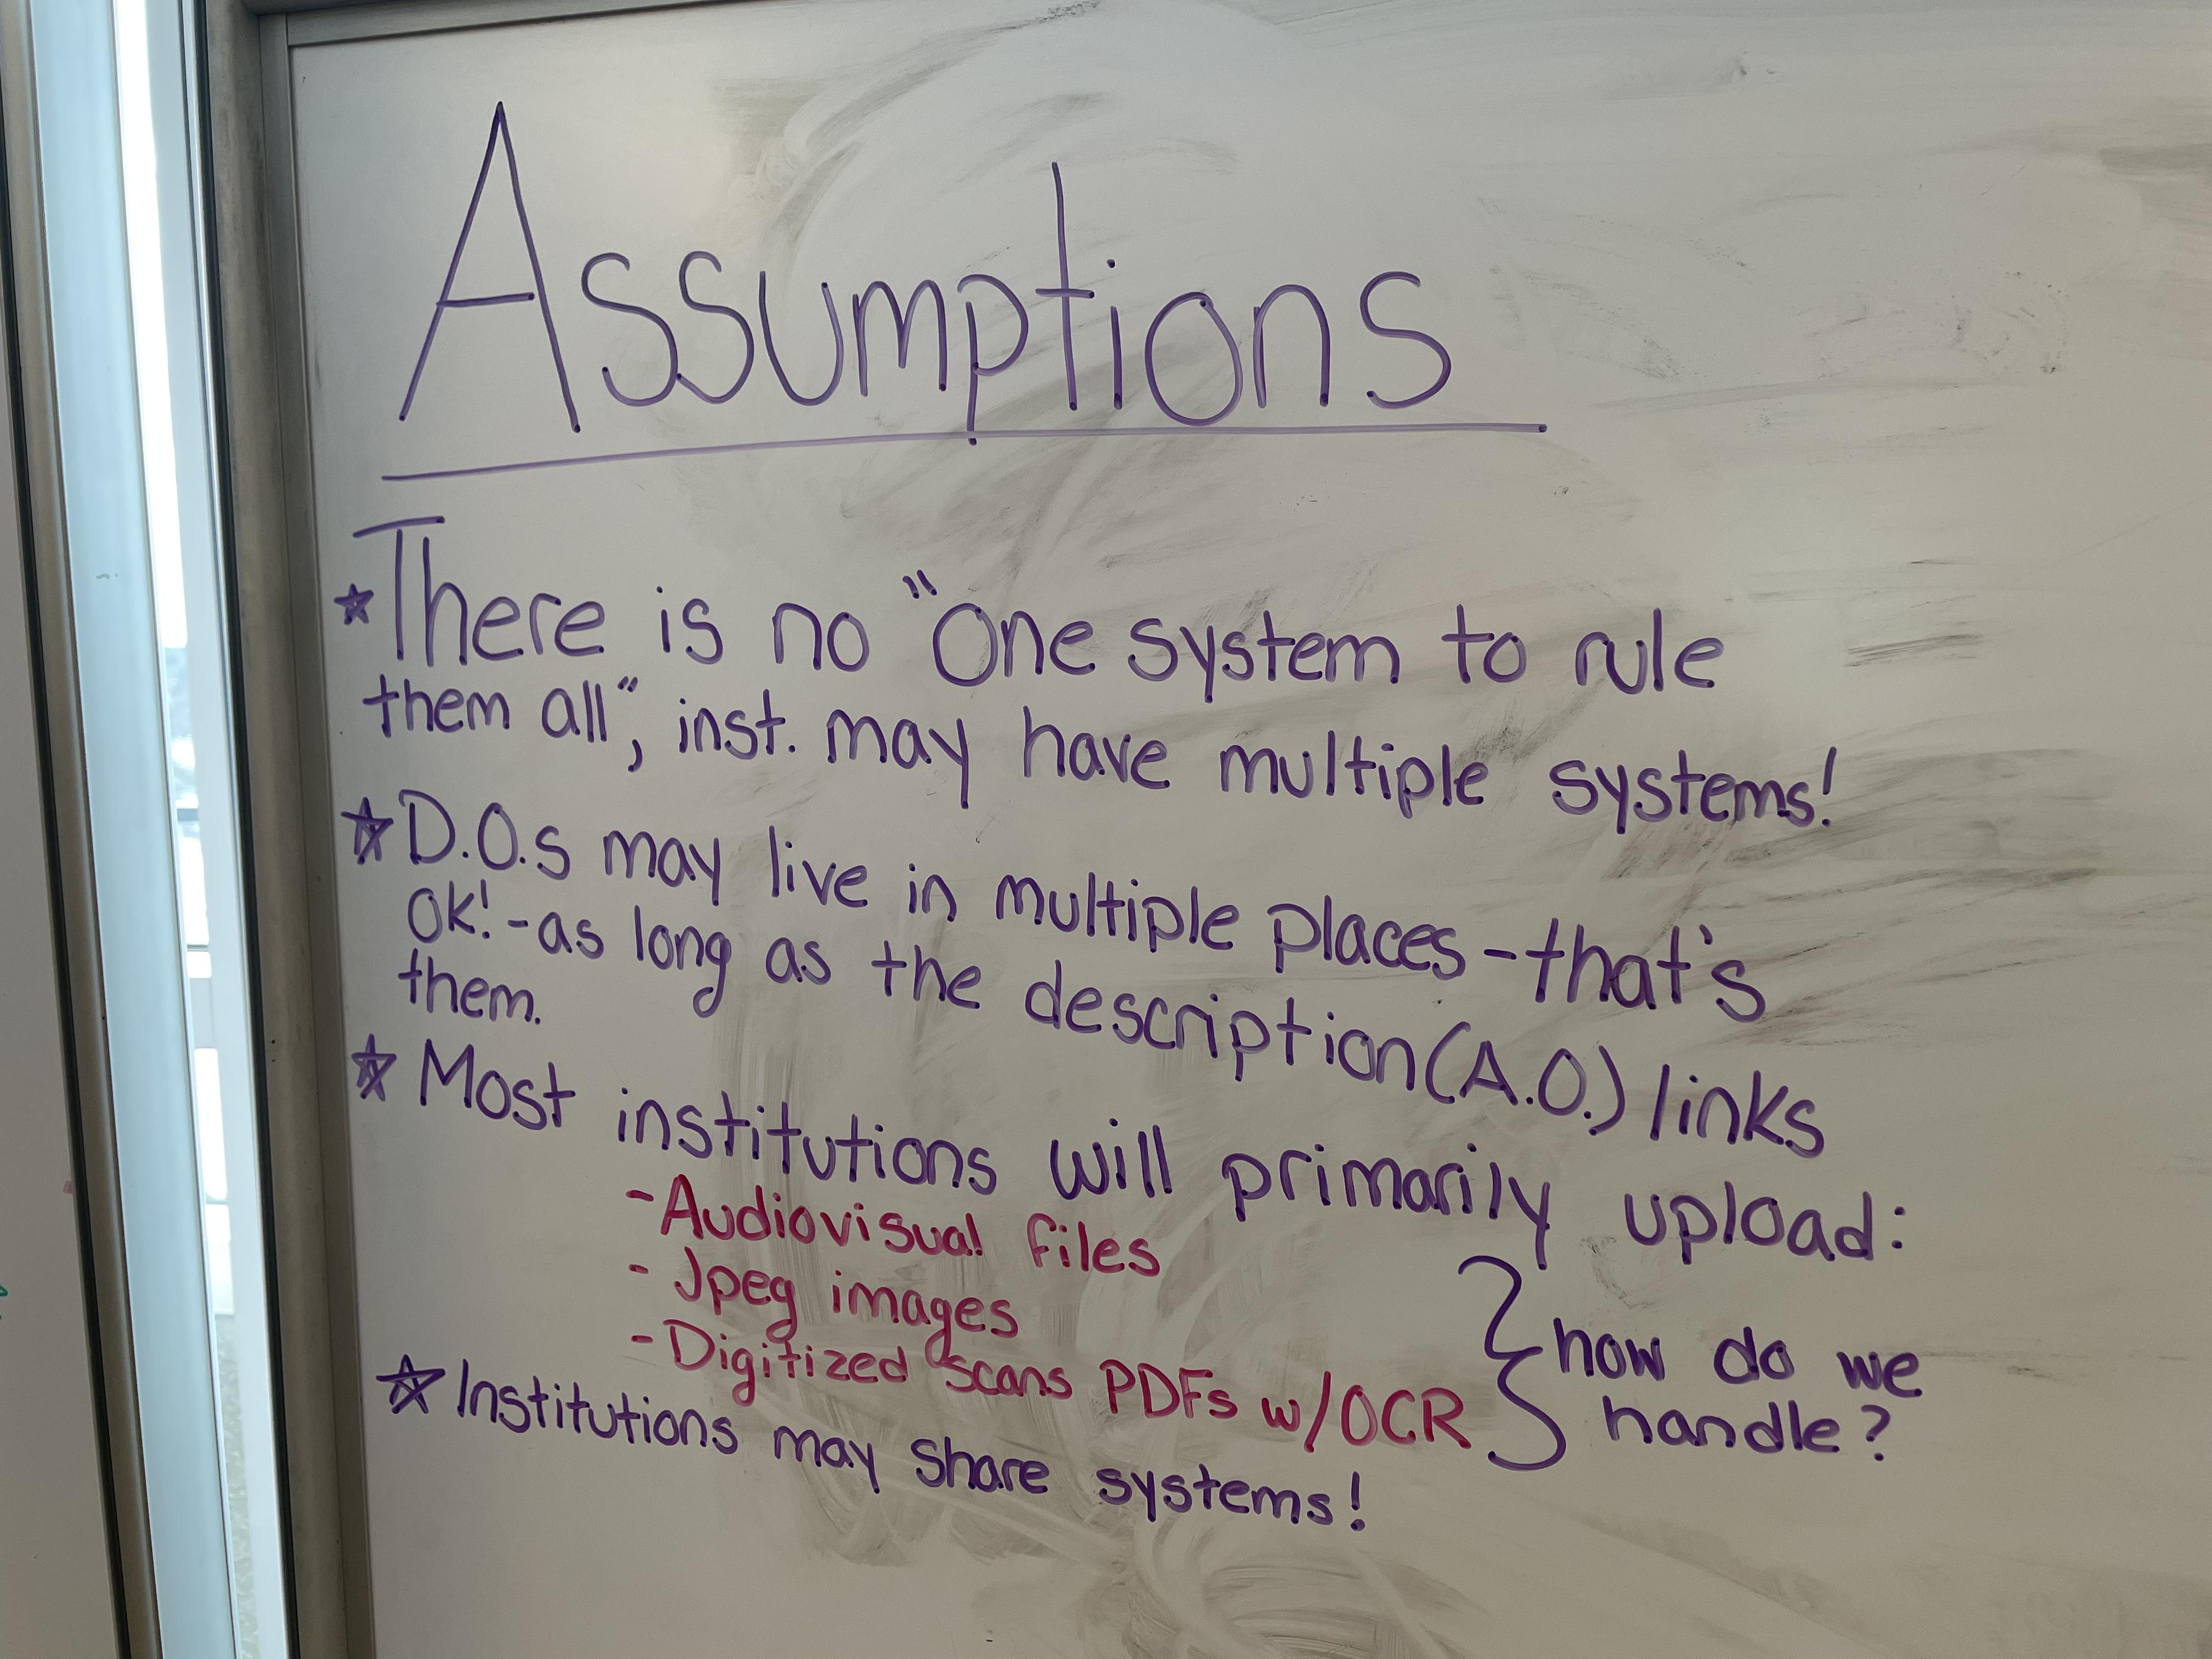 Assumptions
★ There is no "One system to rule
them all", inst. may have multiple systems!
★ D.O.s may live in multiple places - that's
OK! - as long as the description (A.O.) links
them.
★ Most institutions will primarily upload:
- Audiovisual files
- Jpeg images
- Digitized scans PDFs w/OCR
} how do we
handle?
★ Institutions may share systems!